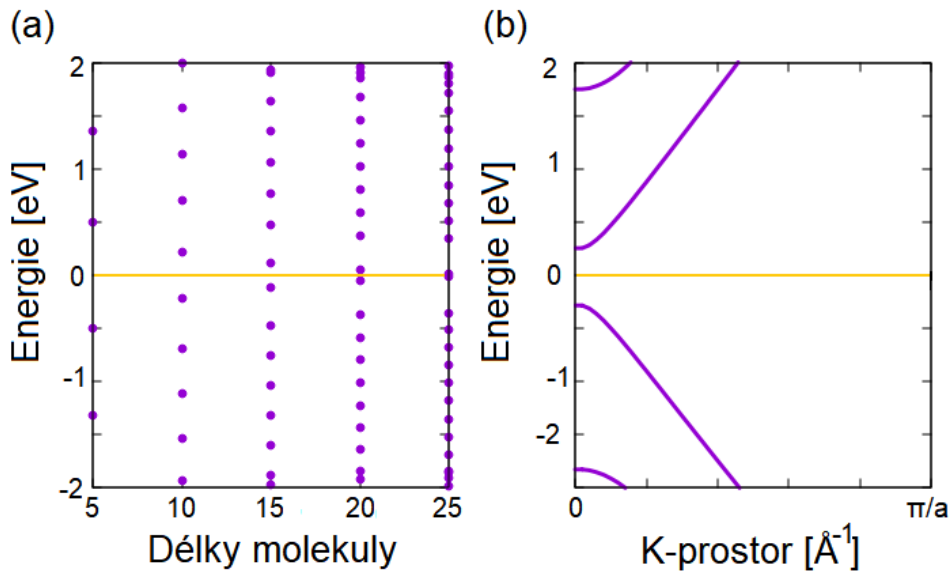 (a)
(b)
Energie [eV]
2
1
0
-1
-2
5
10
15
20
25
Délky molekuly
Energie [eV]
2
1
0
-1
-2
0
π/a
K-prostor [Å⁻¹]